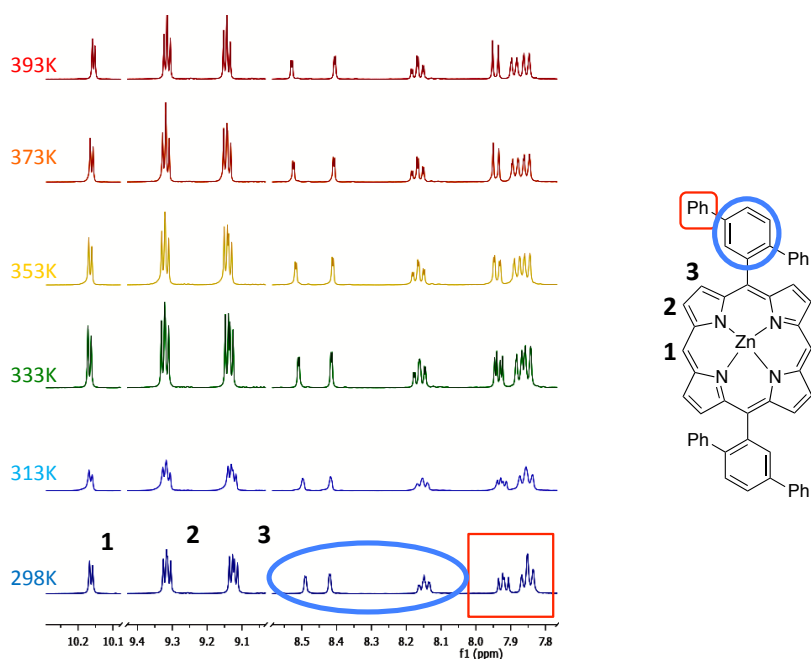 393K
373K
353K
333K
313K
298K
1
2
3
10.2 10.1 9.4 9.3 9.2 9.1 8.5 8.4 8.3 8.2 8.1 8.0 7.9 7.8
f1 (ppm)
Ph
Ph
3
2
N N
1
Zn
N N
Ph
Ph